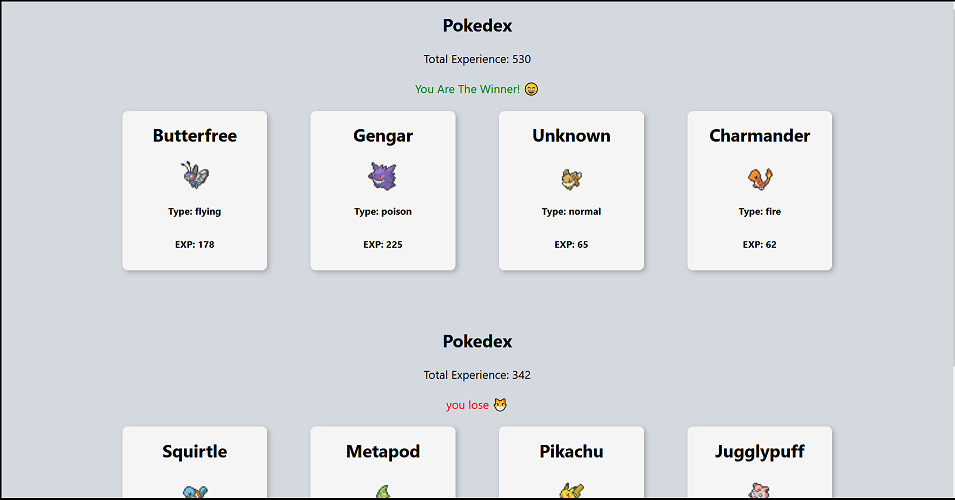 Pokedex
Total Experience: 530
You Are The Winner! 😄
Butterfree Gengar Unknown Charmander
Type: flying Type: poison Type: normal Type: fire
EXP: 178 EXP: 225 EXP: 65 EXP: 62
Pokedex
Total Experience: 342
you lose 🐱
Squirtle Metapod Pikachu Jugglypuff